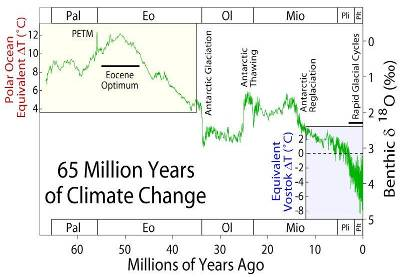 Pal Eo Ol Mio Pli Plt
PETM
Eocene
Optimum
Polar Ocean
Equivalent ΔT (°C)
12
10
8
6
4
Antarctic Glaciation
Antarctic
Thawing
Antarctic
Reglaciation
Rapid Glacial Cycles
Equivalent
Vostok ΔT (°C)
2
0
-2
-4
-6
-8
0
1
2
3
4
5
Benthic δ 18O (‰)
65 Million Years
of Climate Change
Pal Eo Ol Mio Pli Plt
60 50 40 30 20 10 0
Millions of Years Ago